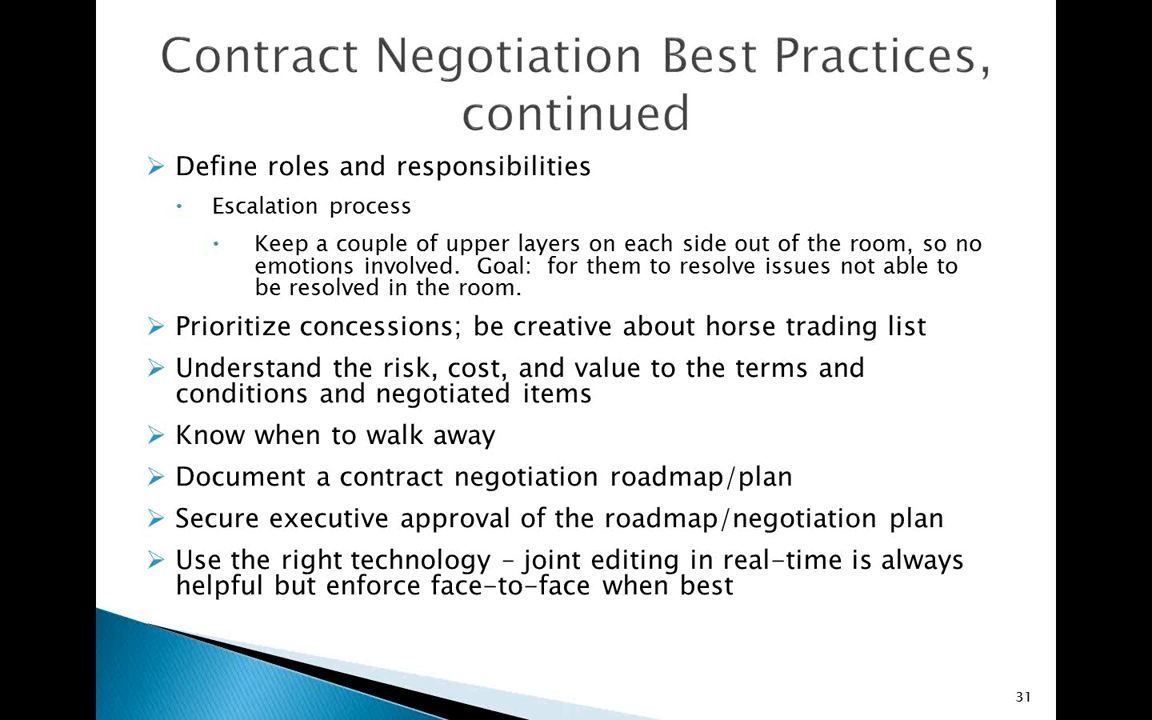 Contract Negotiation Best Practices,
continued
Define roles and responsibilities
Escalation process
Keep a couple of upper layers on each side out of the room, so no
emotions involved.  Goal:  for them to resolve issues not able to
be resolved in the room.
Prioritize concessions; be creative about horse trading list
Understand the risk, cost, and value to the terms and
conditions and negotiated items
Know when to walk away
Document a contract negotiation roadmap/plan
Secure executive approval of the roadmap/negotiation plan
Use the right technology – joint editing in real-time is always
helpful but enforce face-to-face when best
31